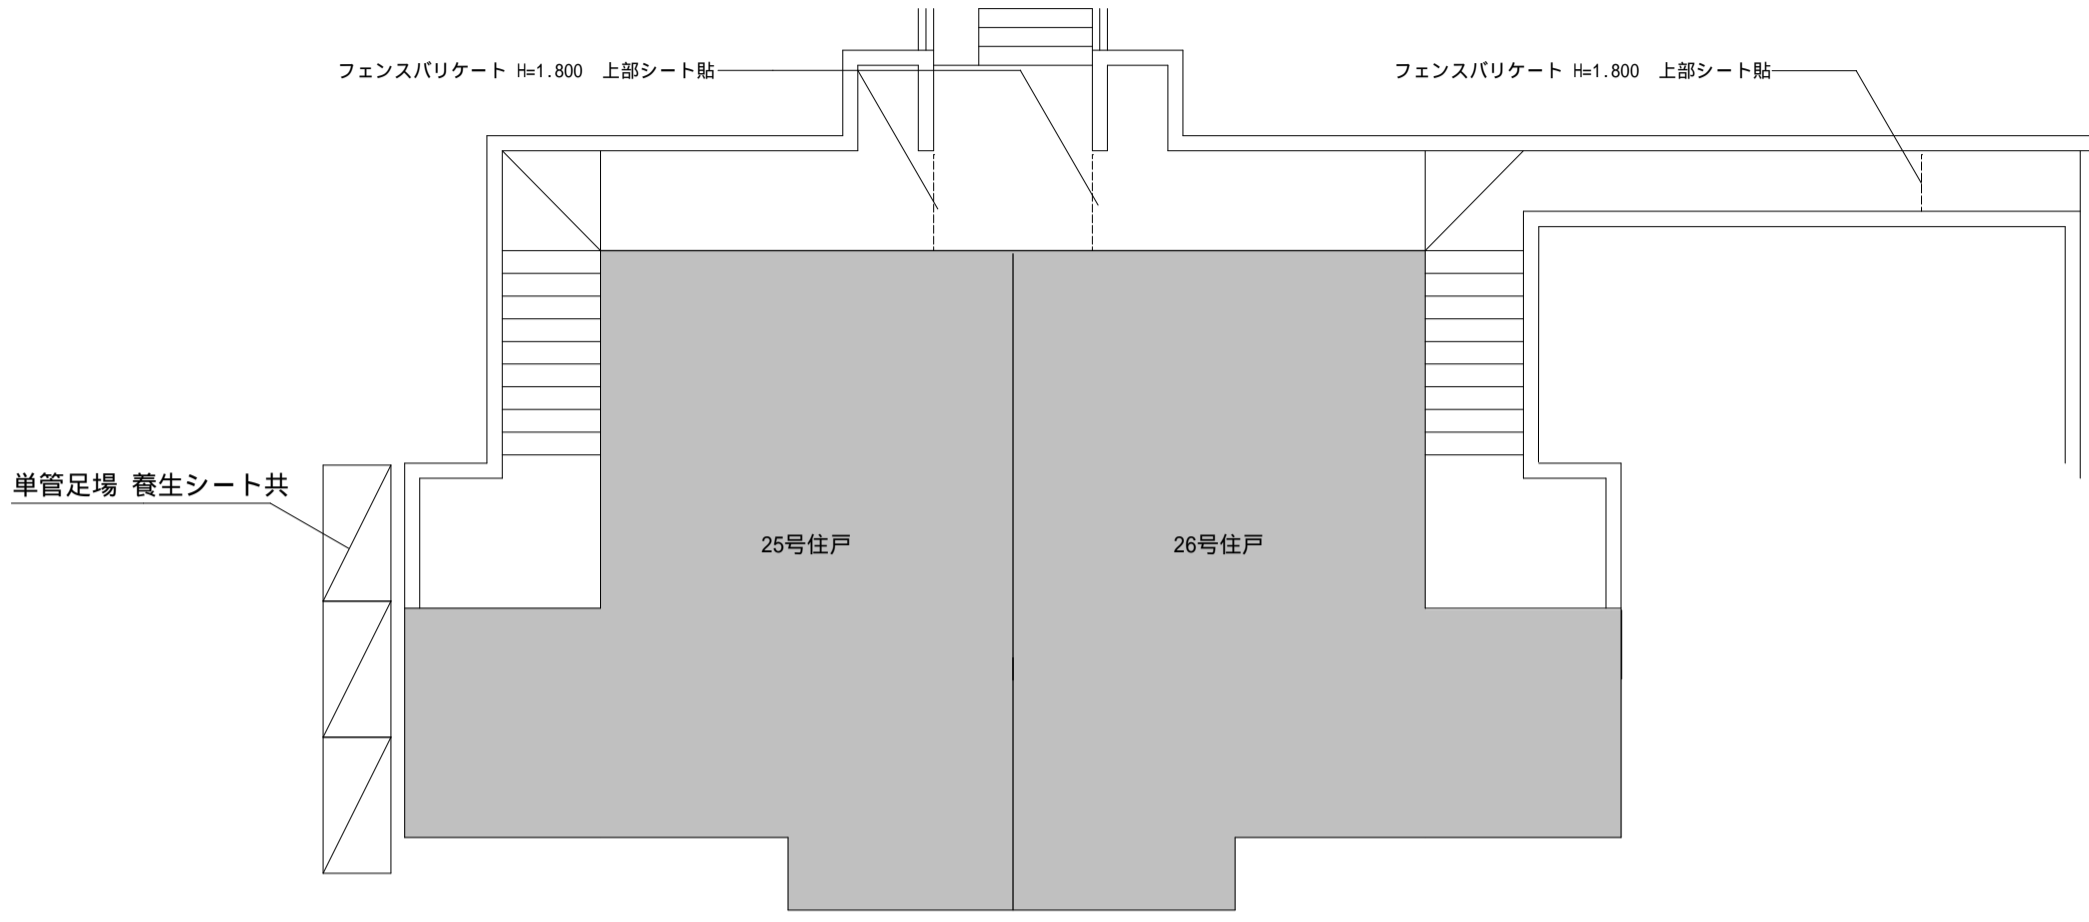 フェンスバリケート H=1.800 上部シート貼
フェンスバリケート H=1.800 上部シート貼
単管足場 養生シート共
25号住戸
26号住戸